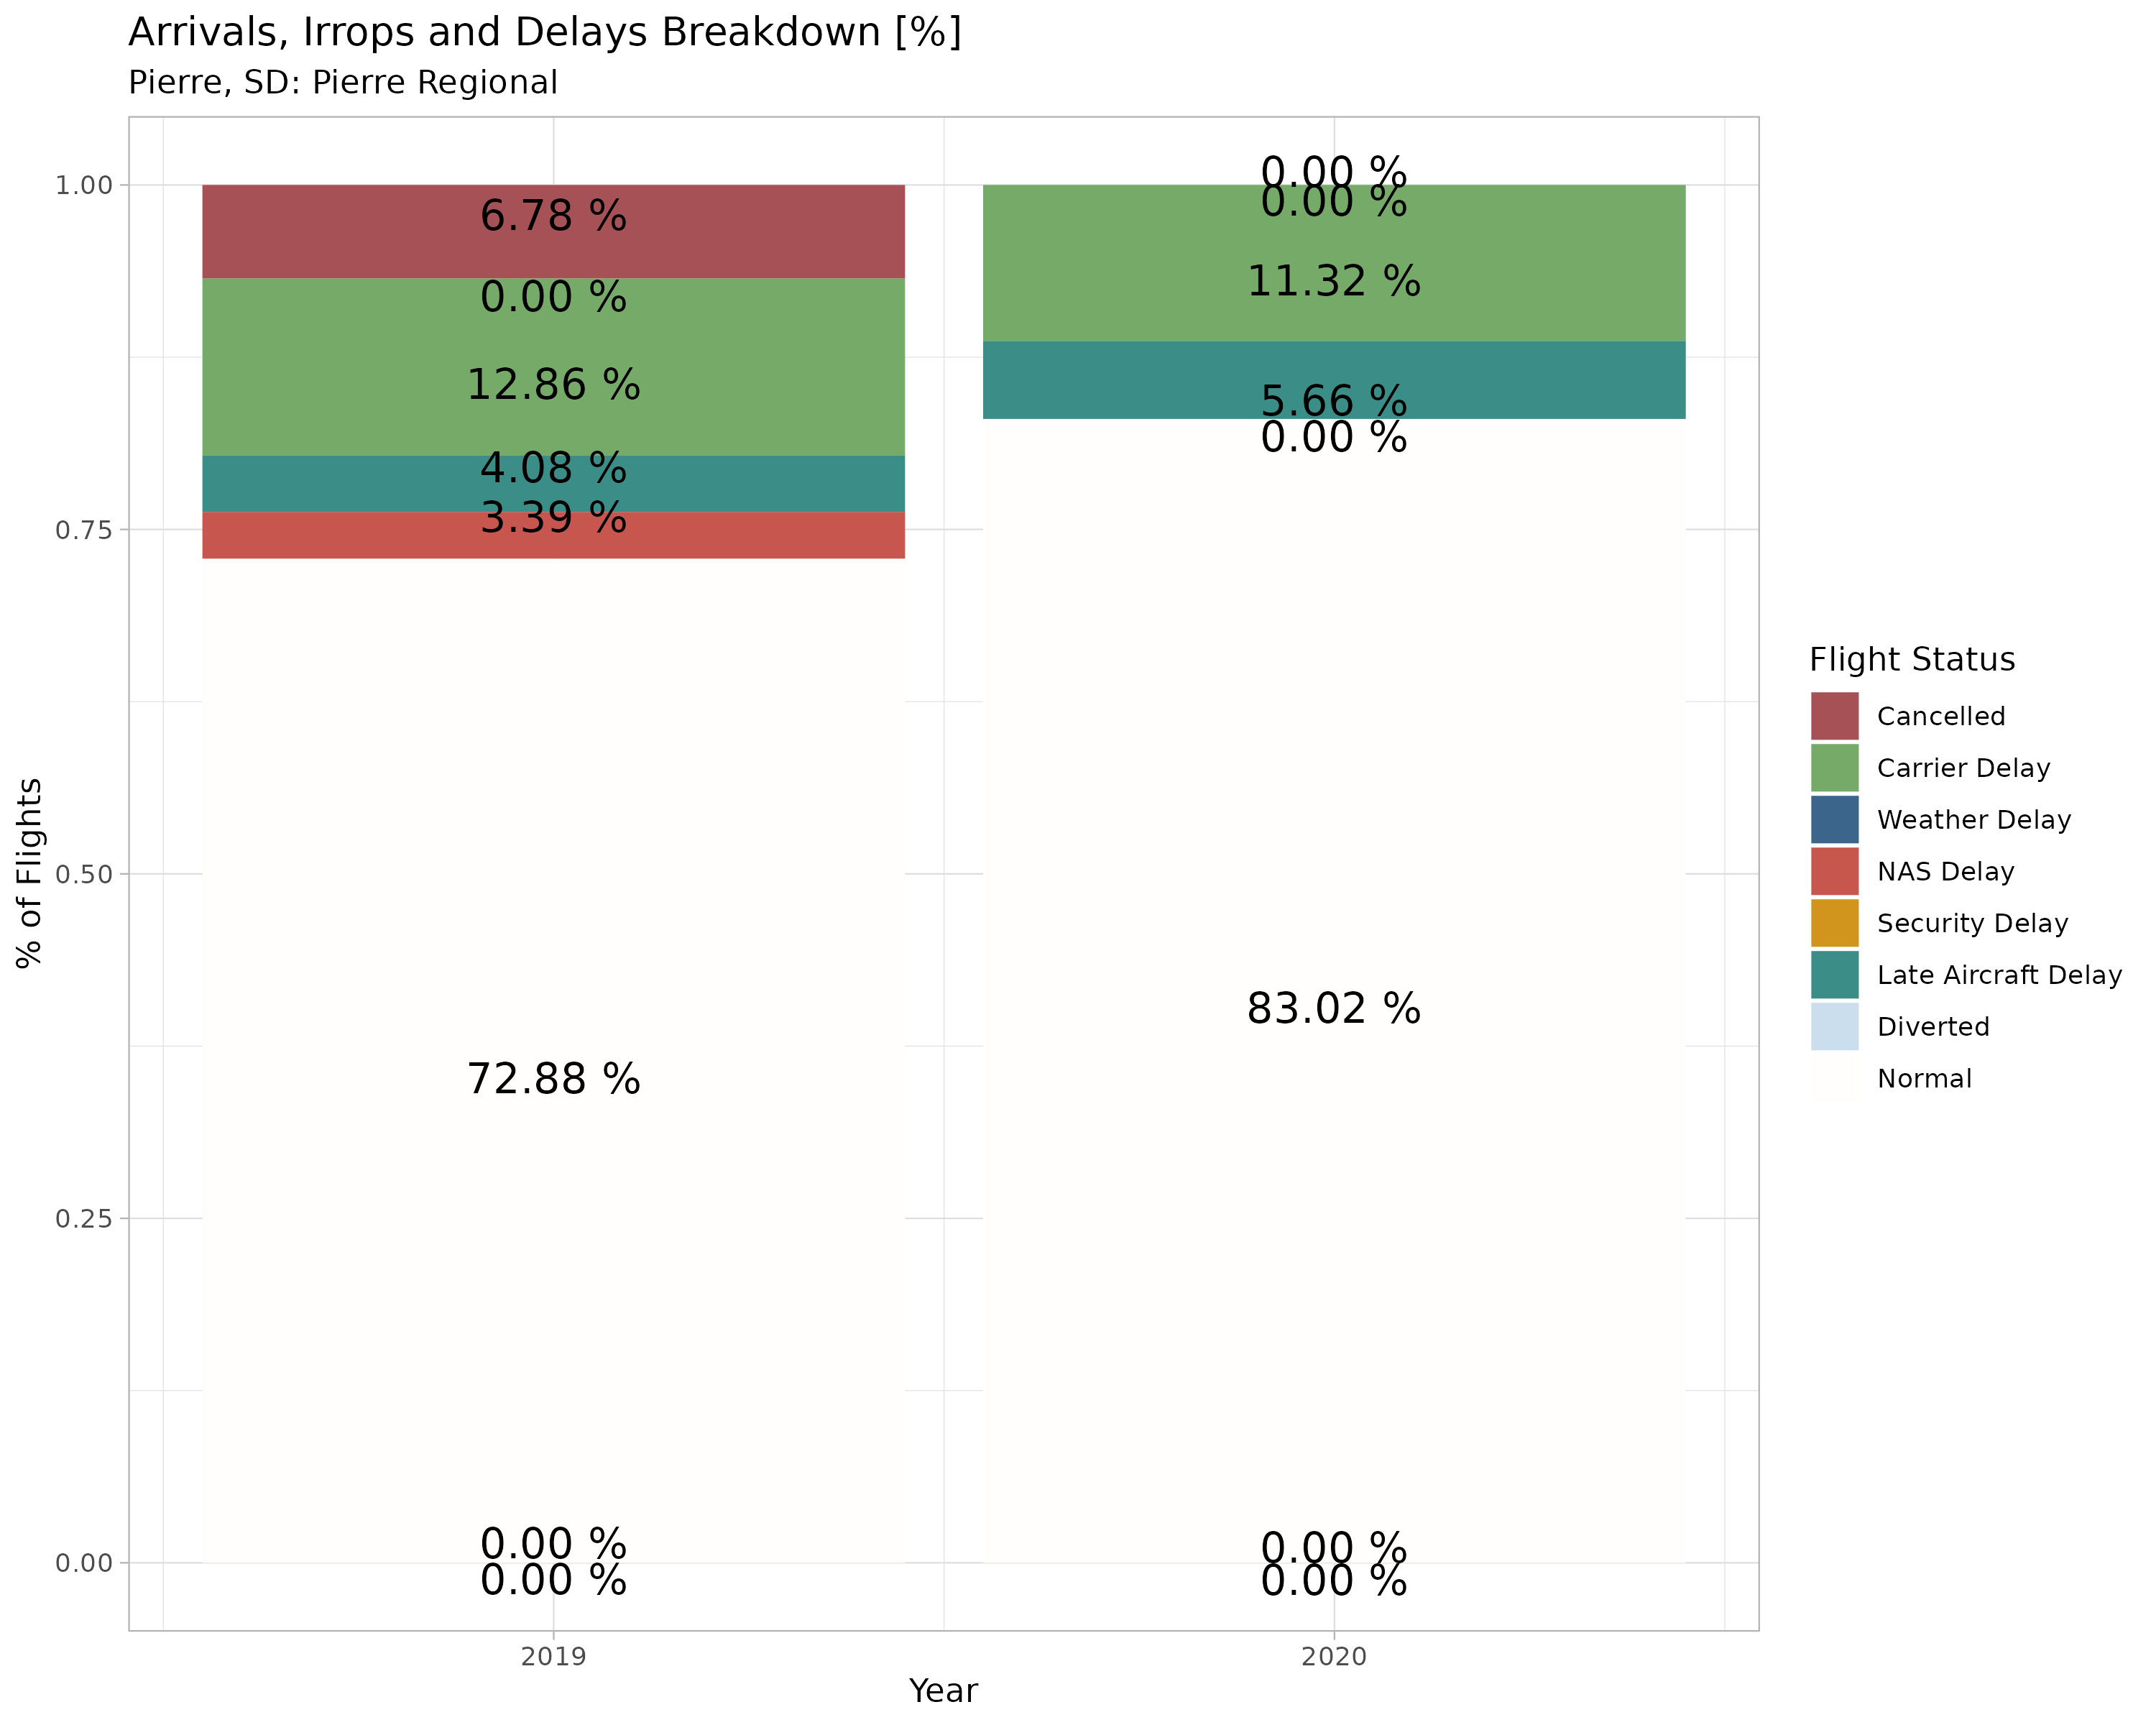 Arrivals, Irrops and Delays Breakdown [%]
Pierre, SD: Pierre Regional
% of Flights
1.00
0.75
0.50
0.25
0.00
6.78 %
0.00 %
12.86 %
4.08 %
3.39 %
72.88 %
0.00 %
0.00 %
0.00 %
0.00 %
11.32 %
5.66 %
0.00 %
83.02 %
0.00 %
0.00 %
2019
2020
Year
Flight Status
Cancelled
Carrier Delay
Weather Delay
NAS Delay
Security Delay
Late Aircraft Delay
Diverted
Normal